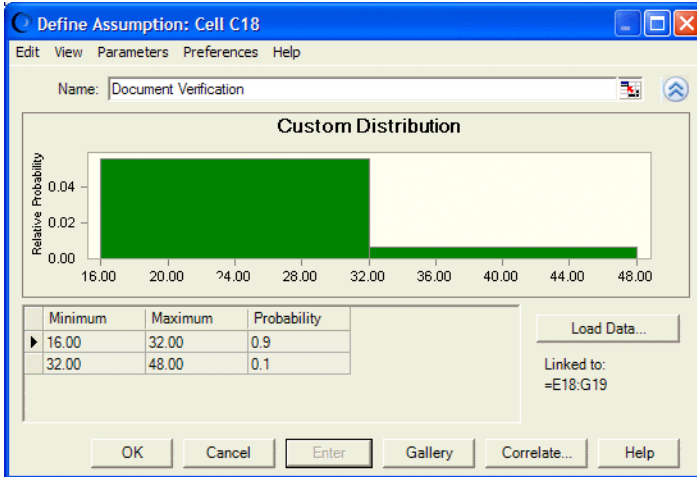 Define Assumption: Cell C18
Edit View Parameters Preferences Help
Name: Document Verification
Custom Distribution
Relative Probability
0.04
0.02
0.00
16.00 20.00 24.00 28.00 32.00 36.00 40.00 44.00 48.00
Minimum Maximum Probability
16.00 32.00 0.9
32.00 48.00 0.1
Load Data...
Linked to:
=E18:G19
OK Cancel Enter Gallery Correlate... Help